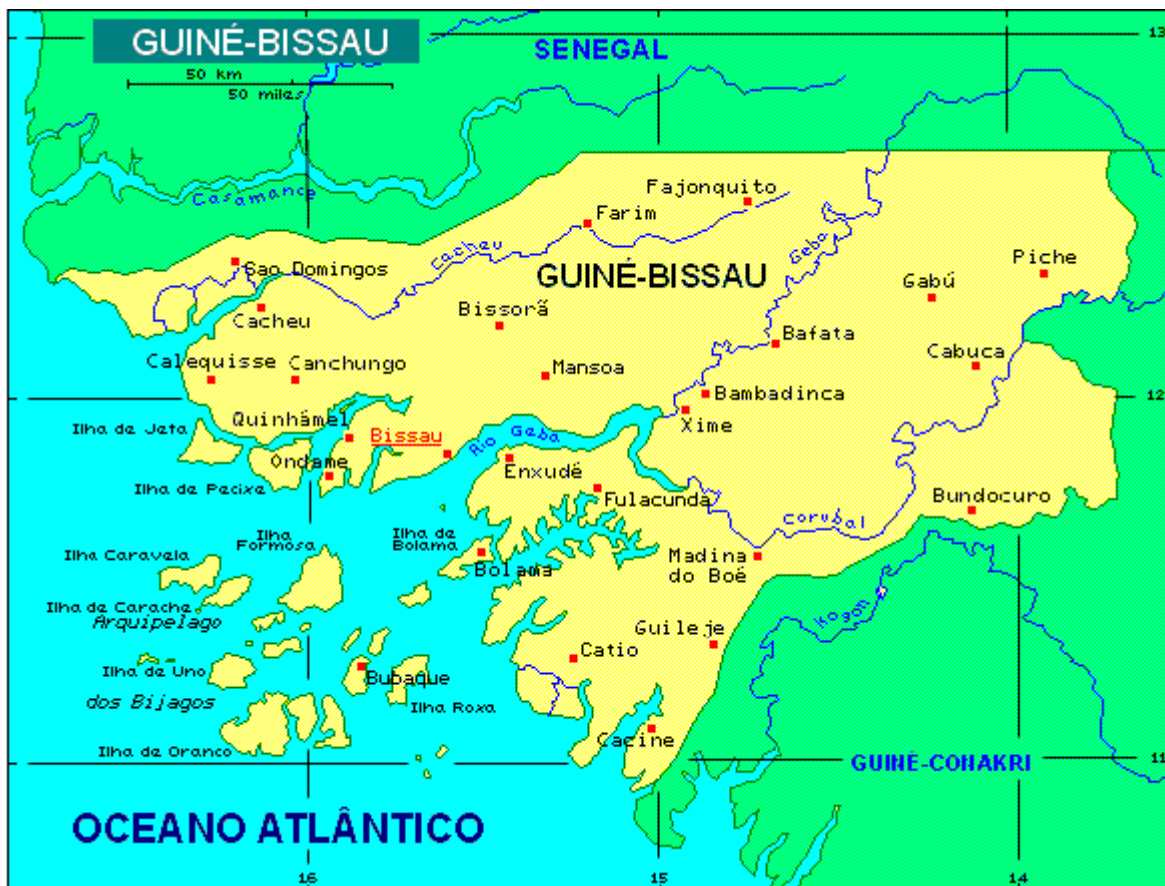 GUINÉ-BISSAU
SENEGAL
13
50 km
50 miles
Casamance
Fajonquito
Farim
Geba
Cacheu
Sao Domingos
GUINÉ-BISSAU
Piche
Gabú
Bissorã
Cacheu
Bafata
Calequisse
Canchungo
Mansoa
Cabuca
Bambadinca
12
Quinhámel
Xime
Ilha de Jeta
Bissau
Rio Geba
Ondame
Enxudé
Ilha de Pecixe
Fulacunda
Bundocuro
Corubal
Ilha
Formosa
Ilha de
Bolama
Ilha Caravela
Bolama
Madina
do Boé
Ilha de Carache
Kogon
Arquipelago
Guileje
Catio
Ilha de Uno
Bubaque
dos Bijagos
Ilha Roxa
Cacine
Ilha de Oranco
GUINÉ-CONAKRI
11
OCEANO ATLÂNTICO
16
15
14